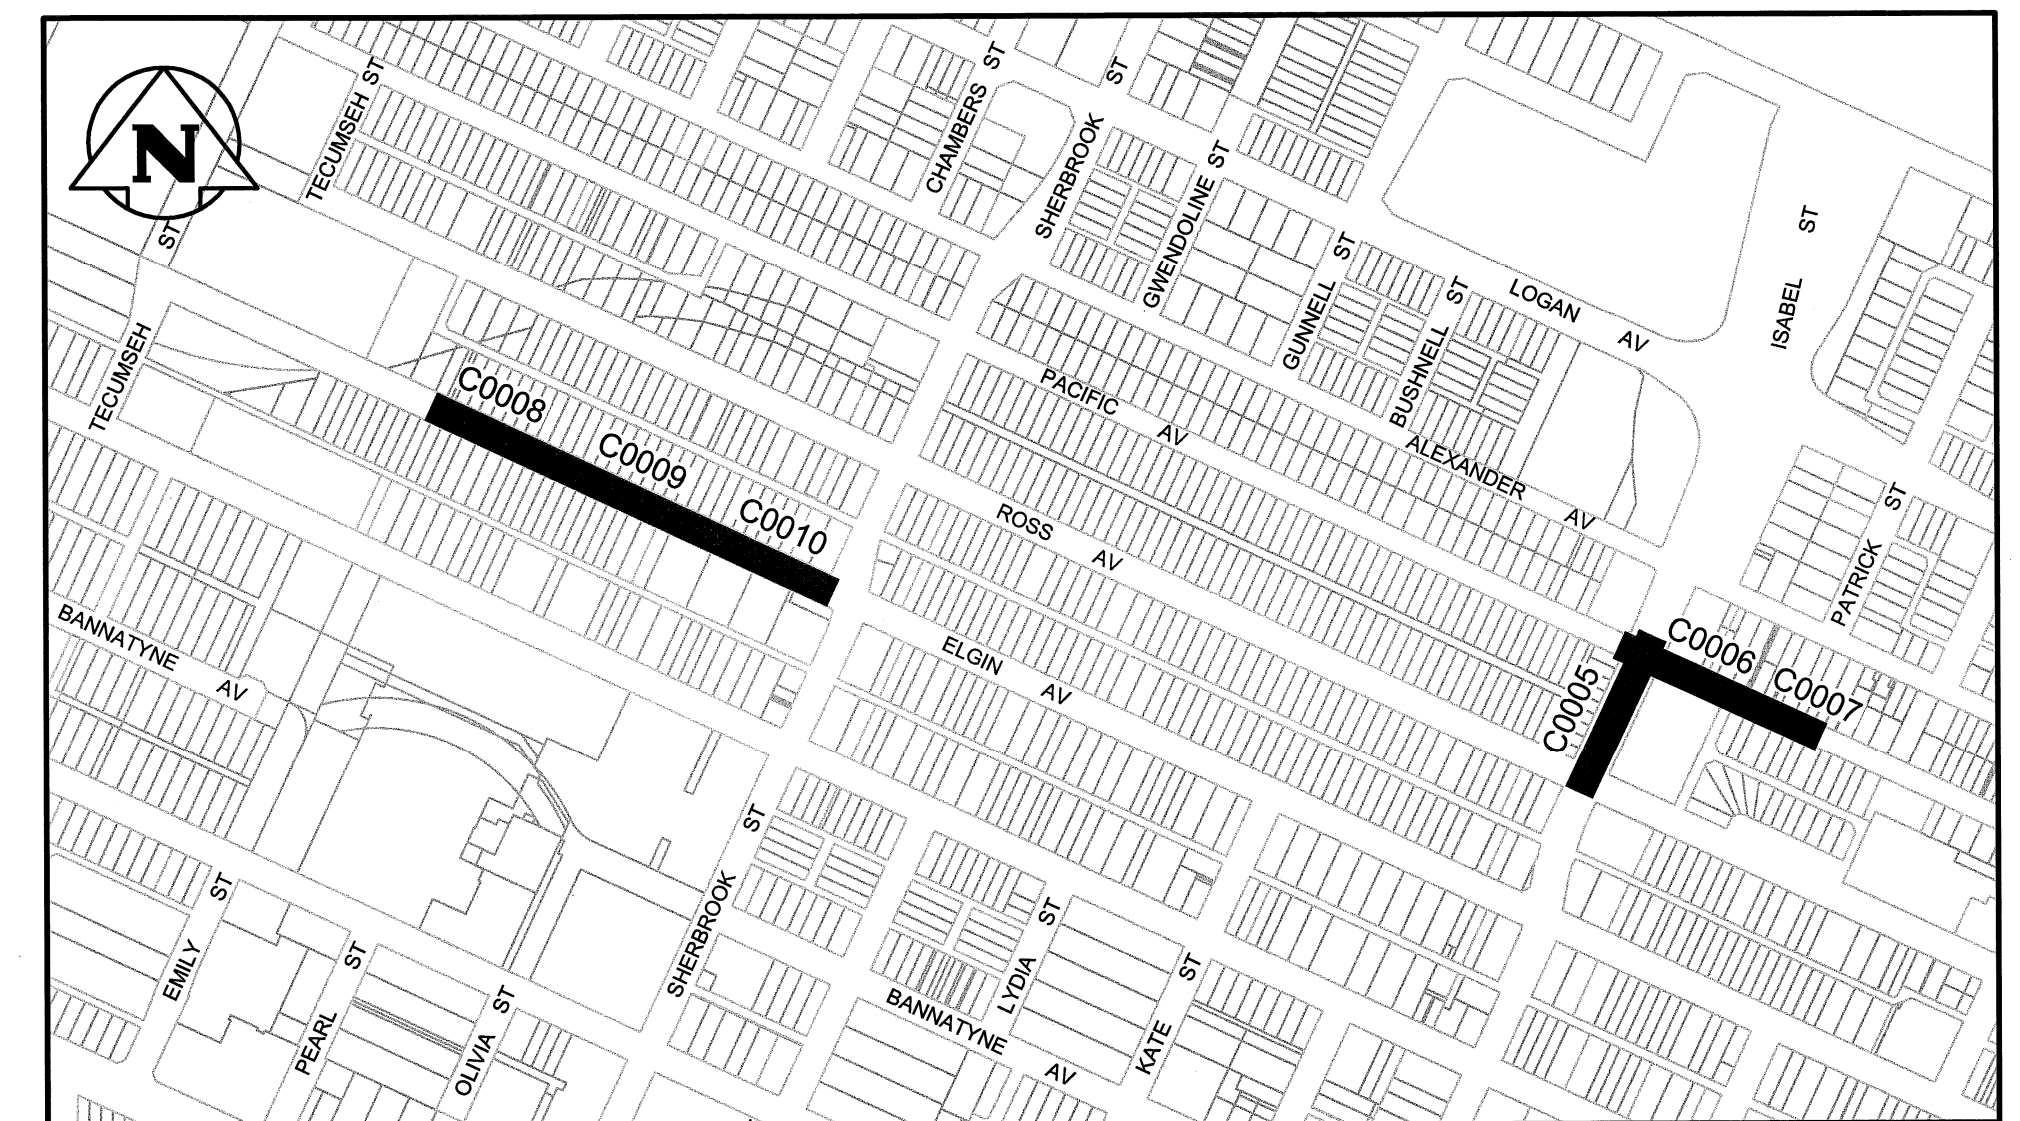 N
TECUMSEH ST
CHAMBERS ST
ST
SHERBROOK
GWENDOLINE ST
ST
TECUMSEH
GUNNELL ST
BUSHNELL ST
LOGAN AV
ISABEL ST
PACIFIC AV
ALEXANDER AV
C0008
C0009
C0010
ROSS AV
PATRICK ST
BANNATYNE AV
ELGIN AV
C0005
C0006
C0007
SHERBROOK ST
EMILY ST
PEARL ST
OLIVIA ST
LYDIA ST
KATE ST
BANNATYNE AV